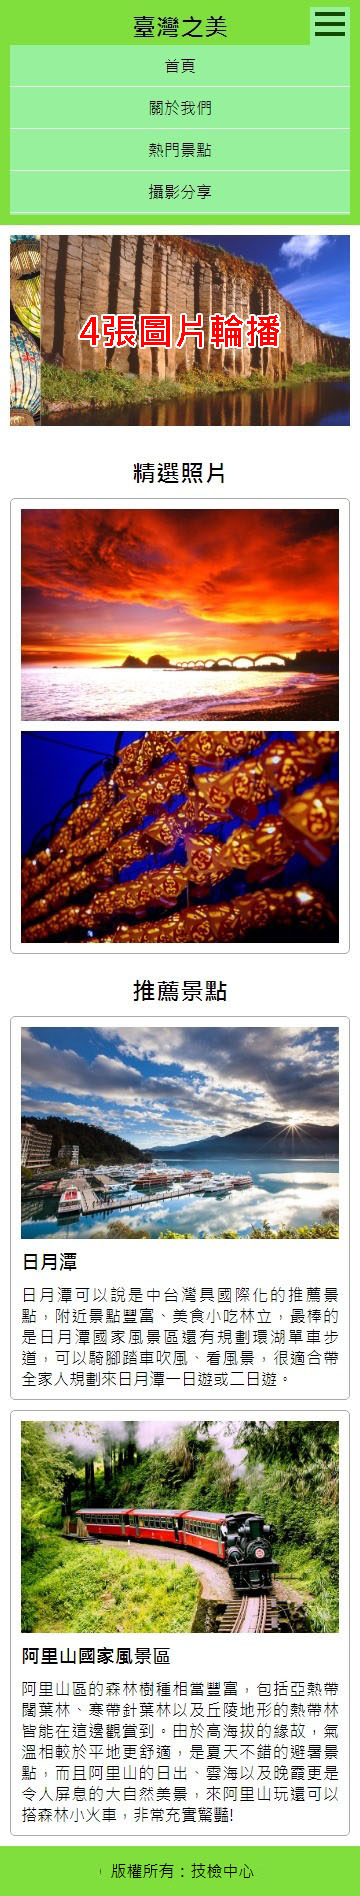 臺灣之美
首頁
關於我們
熱門景點
攝影分享
4張圖片輪播
精選照片
推薦景點
日月潭
日月潭可以說是中台灣具國際化的推薦景
點，附近景點豐富、美食小吃林立，最棒的
是日月潭國家風景區還有規劃環湖單車步
道，可以騎腳踏車吹風、看風景，很適合帶
全家人規劃來日月潭一日遊或二日遊。
阿里山國家風景區
阿里山區的森林樹種相當豐富，包括亞熱帶
闊葉林、寒帶針葉林以及丘陵地形的熱帶林
皆能在這邊觀賞到。由於高海拔的緣故，氣
溫相較於平地更舒適，是夏天不錯的避暑景
點，而且阿里山的日出、雲海以及晚霞更是
令人屏息的大自然美景，來阿里山玩還可以
搭森林小火車，非常充實驚豔!
版權所有：技檢中心